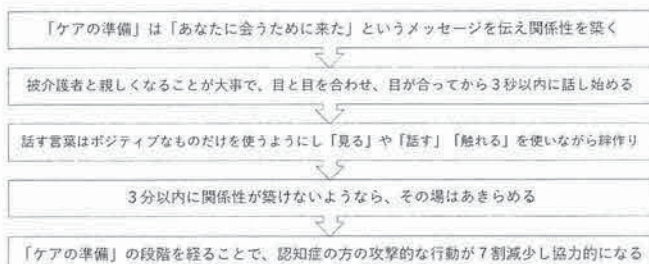 「ケアの準備」は「あなたに会うために来た」というメッセージを伝え関係性を築く
被介護者と親しくなることが大事で、目と目を合わせ、目が合ってから3秒以内に話し始める
話す言葉はポジティブなものだけを使うようにし「見る」や「話す」「触れる」を使いながら絆作り
3分以内に関係性が築けないようなら、その場はあきらめる
「ケアの準備」の段階を経ることで、認知症の方の攻撃的な行動が7割減少し協力的になる